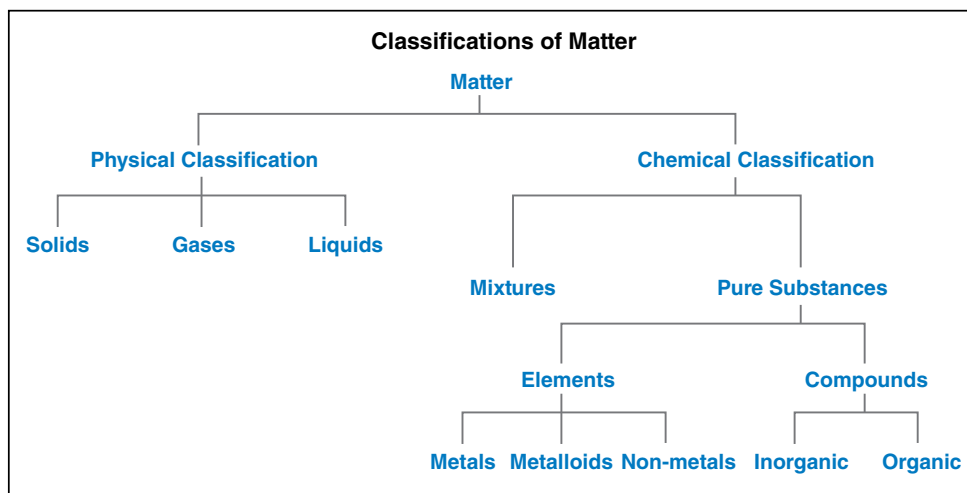 Classifications of Matter
Matter
Physical Classification
Chemical Classification
Solids
Gases
Liquids
Mixtures
Pure Substances
Elements
Compounds
Metals
Metalloids
Non-metals
Inorganic
Organic